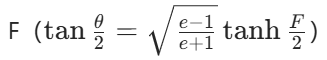 F (tan θ/2 = √((e−1)/(e+1)) tanh F/2)